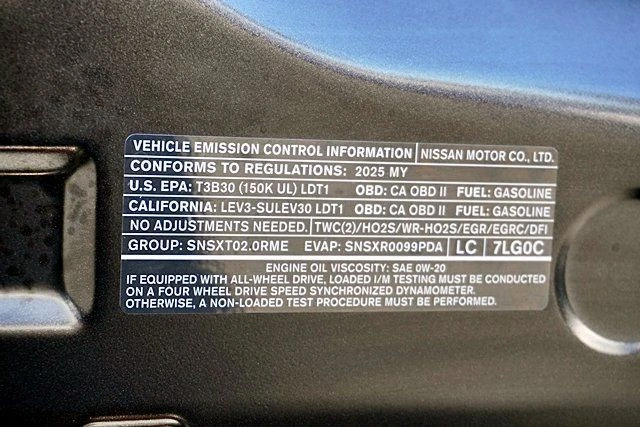 VEHICLE EMISSION CONTROL INFORMATION NISSAN MOTOR CO., LTD.
CONFORMS TO REGULATIONS: 2025 MY
U.S. EPA: T3B30 (150K UL) LDT1 OBD: CA OBD II FUEL: GASOLINE
CALIFORNIA: LEV3-SULEV30 LDT1 OBD: CA OBD II FUEL: GASOLINE
NO ADJUSTMENTS NEEDED. TWC(2)/HO2S/WR-HO2S/EGR/EGRC/DFI
GROUP: SNSXT02.0RME EVAP: SNSXR0099PDA LC 7LG0C
ENGINE OIL VISCOSITY: SAE 0W-20
IF EQUIPPED WITH ALL-WHEEL DRIVE, LOADED I/M TESTING MUST BE CONDUCTED
ON A FOUR WHEEL DRIVE SPEED SYNCHRONIZED DYNAMOMETER.
OTHERWISE, A NON-LOADED TEST PROCEDURE MUST BE PERFORMED.